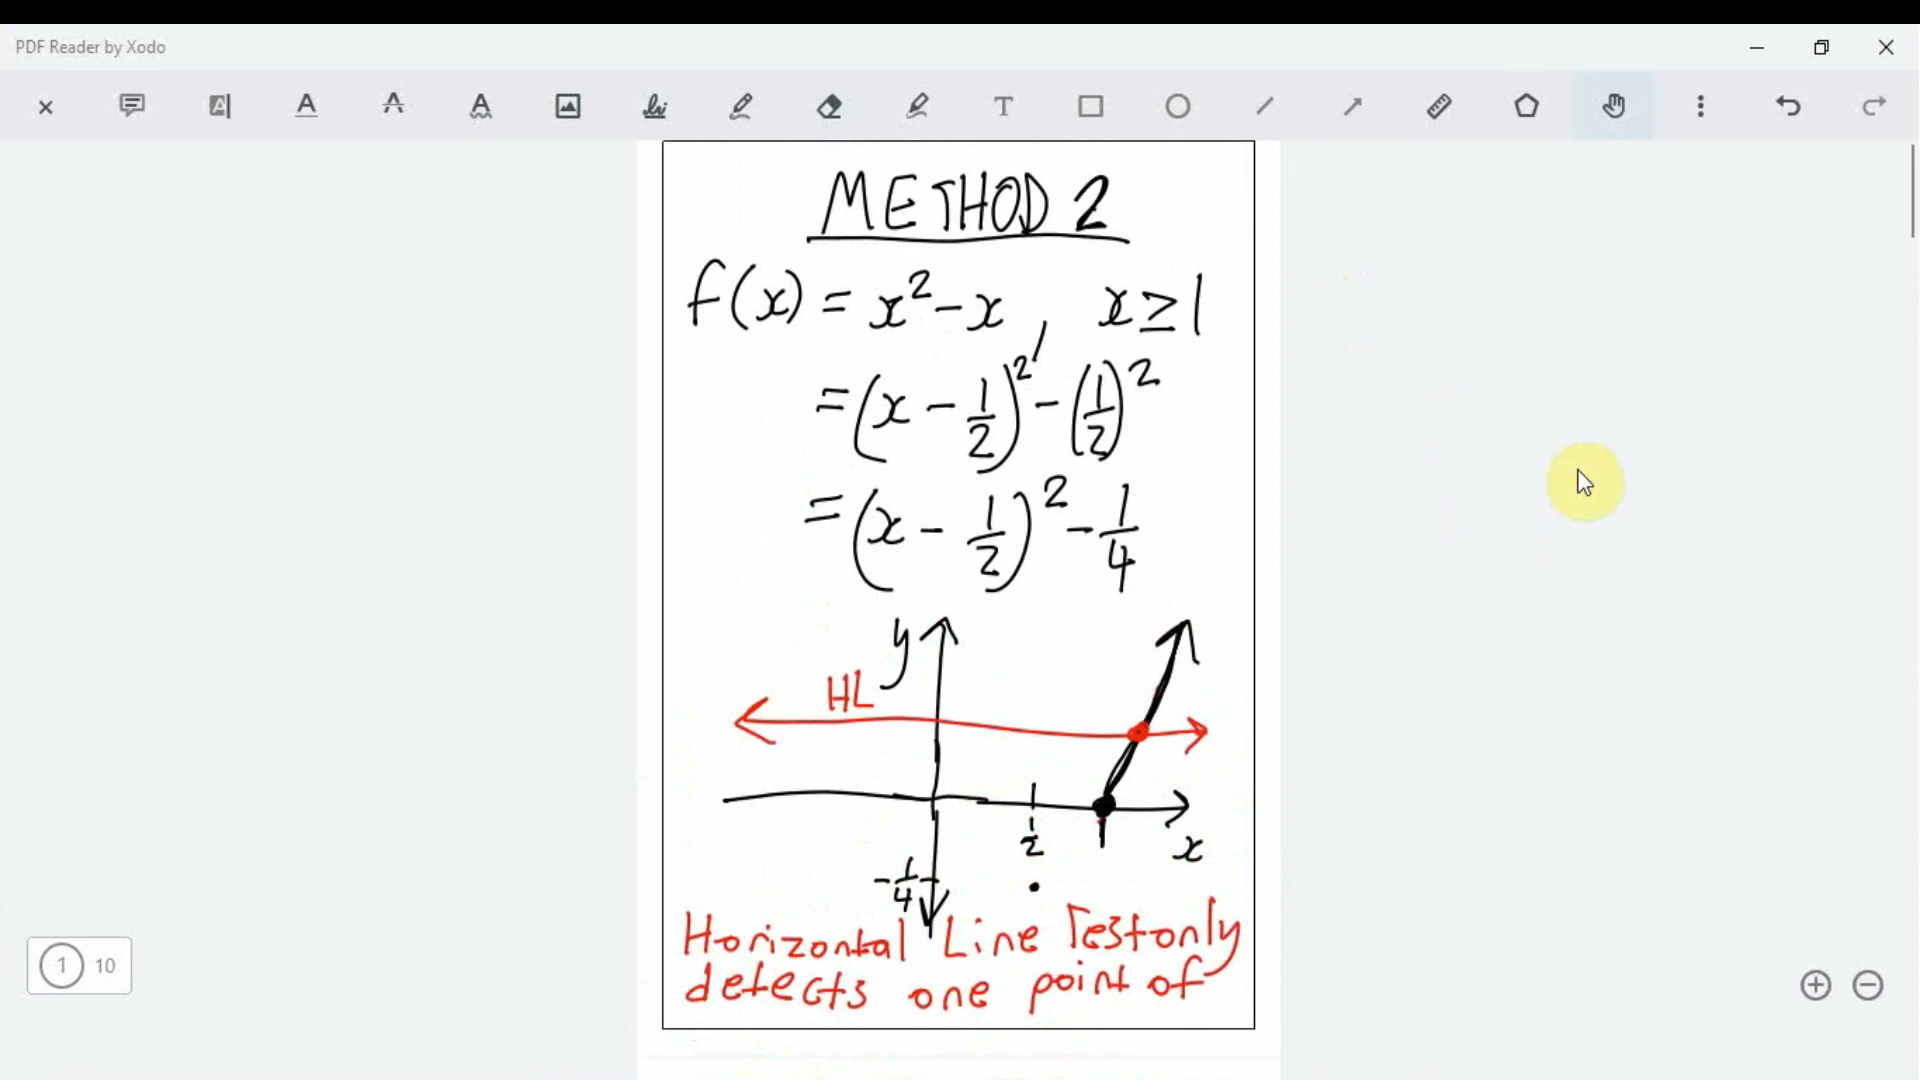 PDF Reader by Xodo
METHOD 2
f(x) = x² - x, x ≥ 1
= (x - 1/2)² - (1/2)²
= (x - 1/2)² - 1/4
y
HL
1/2
1
x
-1/4
Horizontal Line Test only
detects one point of
1 10